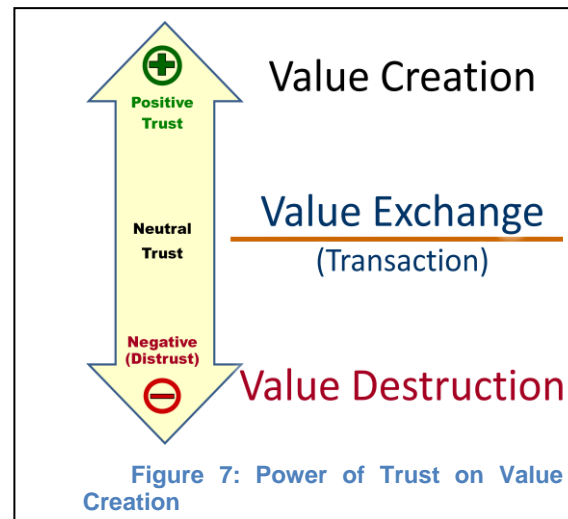 Value Creation
Positive
Trust
Value Exchange
Neutral
Trust
(Transaction)
Negative
(Distrust)
Value Destruction
Figure 7: Power of Trust on Value
Creation